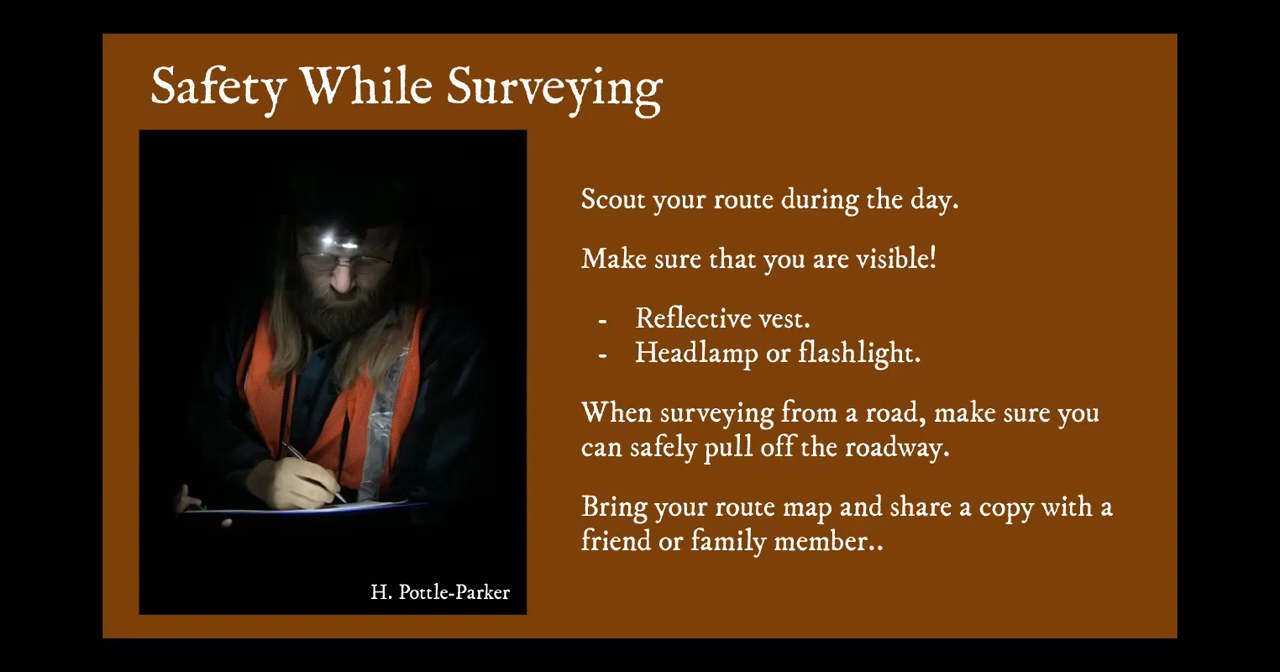 Safety While Surveying
Scout your route during the day.
Make sure that you are visible!
- Reflective vest.
- Headlamp or flashlight.
When surveying from a road, make sure you
can safely pull off the roadway.
Bring your route map and share a copy with a
friend or family member..
H. Pottle-Parker